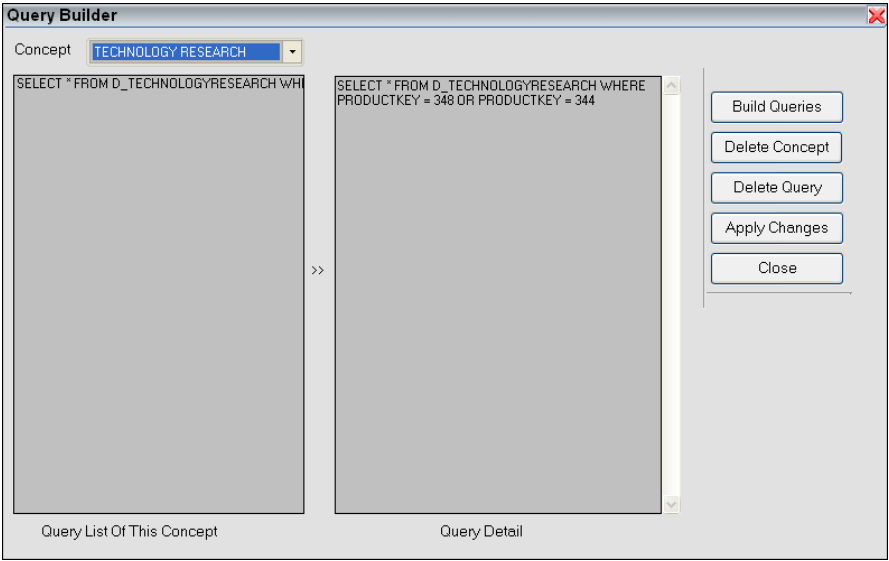 Query Builder
Concept TECHNOLOGY RESEARCH
SELECT * FROM D_TECHNOLOGYRESEARCH WHI
SELECT * FROM D_TECHNOLOGYRESEARCH WHERE
PRODUCTKEY = 348 OR PRODUCTKEY = 344
>>
Query List Of This Concept
Query Detail
Build Queries
Delete Concept
Delete Query
Apply Changes
Close